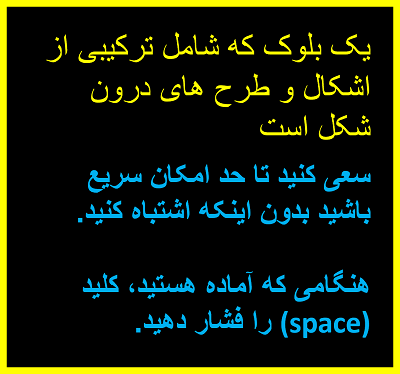 یک بلوک که شامل ترکیبی از
اشکال و طرح های درون
شکل است
سعی کنید تا حد امکان سریع
باشید بدون اینکه اشتباه کنید.
هنگامی که آماده هستید، کلید
(space) را فشار دهید.